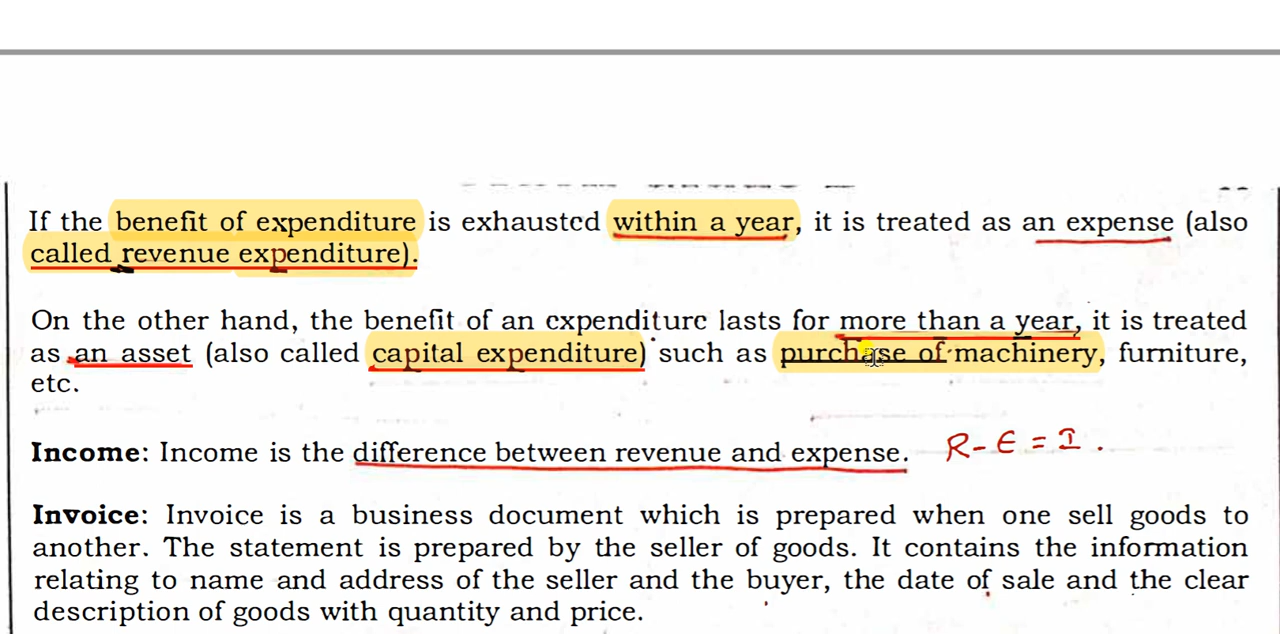 If the benefit of expenditure is exhausted within a year, it is treated as an expense (also
called revenue expenditure).
On the other hand, the benefit of an expenditure lasts for more than a year, it is treated
as an asset (also called capital expenditure) such as purchase of machinery, furniture,
etc.
Income: Income is the difference between revenue and expense. R - E = I .
Invoice: Invoice is a business document which is prepared when one sell goods to
another. The statement is prepared by the seller of goods. It contains the information
relating to name and address of the seller and the buyer, the date of sale and the clear
description of goods with quantity and price.